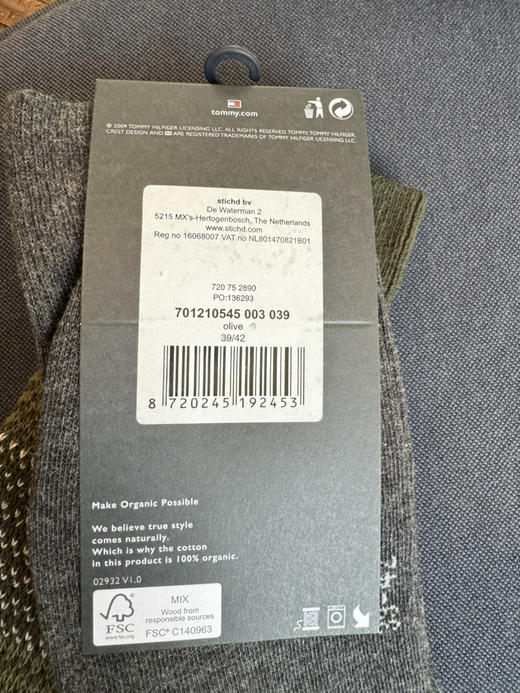 tommy.com
© 2009 TOMMY HILFIGER LICENSING LLC. ALL RIGHTS RESERVED. TOMMY, TOMMY HILFIGER,
CREST DESIGN AND ARE REGISTERED TRADEMARKS OF TOMMY HILFIGER LICENSING LLC.
stichd bv
De Waterman 2
5215 MX's-Hertogenbosch, The Netherlands
www.stichd.com
Reg no 16068007 VAT no NL801470821B01
720 75 2890
PO:136293
701210545 003 039
olive
39/42
8 720245 192453
Make Organic Possible
We believe true style
comes naturally.
Which is why the cotton
in this product is 100% organic.
02932 V1.0
FSC
www.fsc.org
MIX
Wood from
responsible sources
FSC® C140963